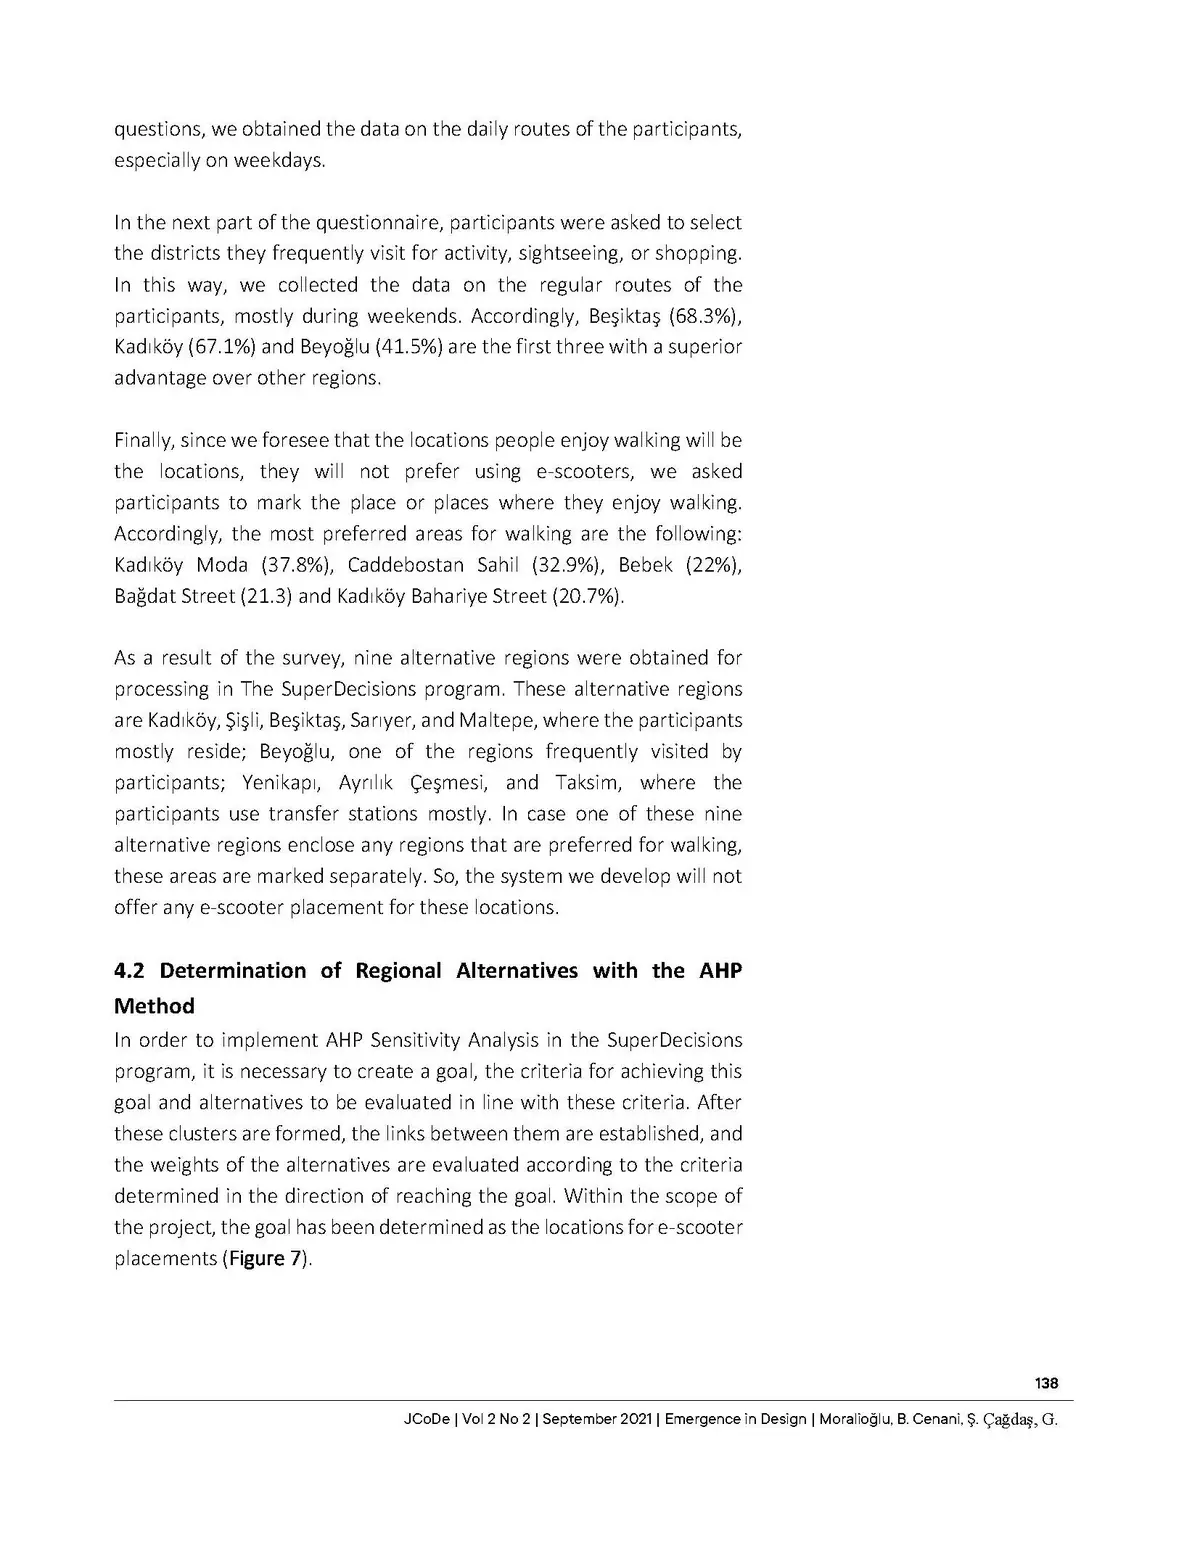 questions, we obtained the data on the daily routes of the participants,
especially on weekdays.
In the next part of the questionnaire, participants were asked to select
the districts they frequently visit for activity, sightseeing, or shopping.
In this way, we collected the data on the regular routes of the
participants, mostly during weekends. Accordingly, Beşiktaş (68.3%),
Kadıköy (67.1%) and Beyoğlu (41.5%) are the first three with a superior
advantage over other regions.
Finally, since we foresee that the locations people enjoy walking will be
the locations, they will not prefer using e-scooters, we asked
participants to mark the place or places where they enjoy walking.
Accordingly, the most preferred areas for walking are the following:
Kadıköy Moda (37.8%), Caddebostan Sahil (32.9%), Bebek (22%),
Bağdat Street (21.3) and Kadıköy Bahariye Street (20.7%).
As a result of the survey, nine alternative regions were obtained for
processing in The SuperDecisions program. These alternative regions
are Kadıköy, Şişli, Beşiktaş, Sarıyer, and Maltepe, where the participants
mostly reside; Beyoğlu, one of the regions frequently visited by
participants; Yenikapı, Ayrılık Çeşmesi, and Taksim, where the
participants use transfer stations mostly. In case one of these nine
alternative regions enclose any regions that are preferred for walking,
these areas are marked separately. So, the system we develop will not
offer any e-scooter placement for these locations.
4.2 Determination of Regional Alternatives with the AHP
Method
In order to implement AHP Sensitivity Analysis in the SuperDecisions
program, it is necessary to create a goal, the criteria for achieving this
goal and alternatives to be evaluated in line with these criteria. After
these clusters are formed, the links between them are established, and
the weights of the alternatives are evaluated according to the criteria
determined in the direction of reaching the goal. Within the scope of
the project, the goal has been determined as the locations for e-scooter
placements (Figure 7).
138
JCoDe | Vol 2 No 2 | September 2021 | Emergence in Design | Moralioğlu, B. Cenani, Ş. Çağdaş, G.